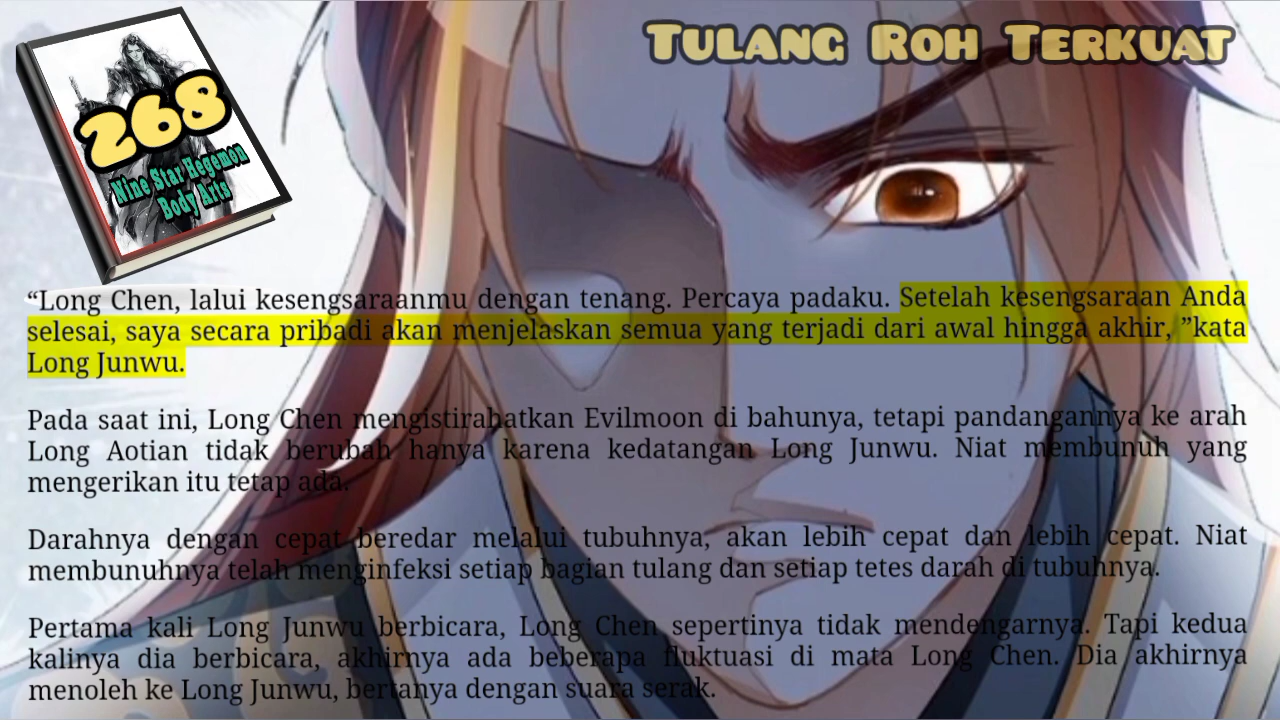 Tulang Roh Terkuat
268
Nine Star Hegemon
Body Arts
“Long Chen, lalui kesengsaraanmu dengan tenang. Percaya padaku. Setelah kesengsaraan Anda
selesai, saya secara pribadi akan menjelaskan semua yang terjadi dari awal hingga akhir, ”kata
Long Junwu.
Pada saat ini, Long Chen mengistirahatkan Evilmoon di bahunya, tetapi pandangannya ke arah
Long Aotian tidak berubah hanya karena kedatangan Long Junwu. Niat membunuh yang
mengerikan itu tetap ada.
Darahnya dengan cepat beredar melalui tubuhnya, akan lebih cepat dan lebih cepat. Niat
membunuhnya telah menginfeksi setiap bagian tulang dan setiap tetes darah di tubuhnya.
Pertama kali Long Junwu berbicara, Long Chen sepertinya tidak mendengarnya. Tapi kedua
kalinya dia berbicara, akhirnya ada beberapa fluktuasi di mata Long Chen. Dia akhirnya
menoleh ke Long Junwu, bertanya dengan suara serak.